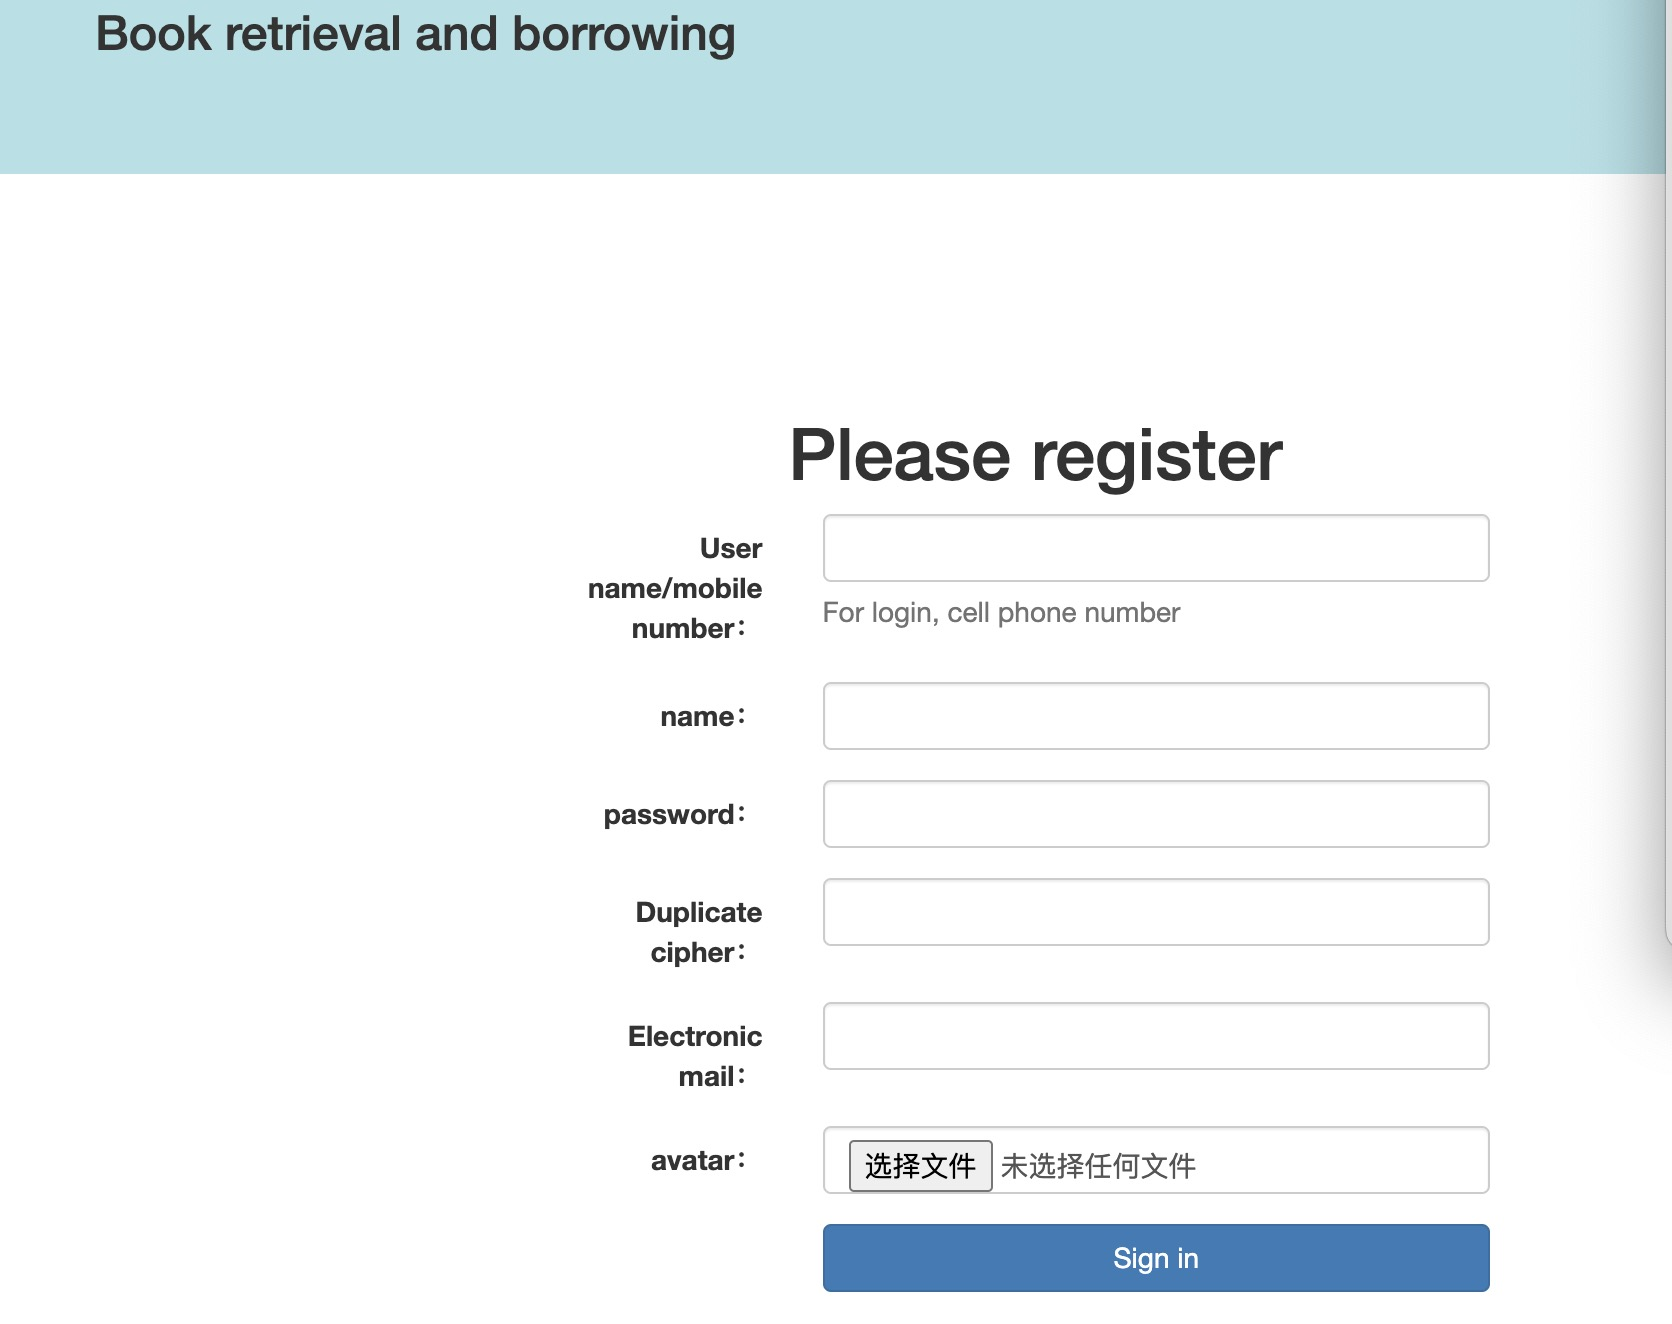 Book retrieval and borrowing
Please register
User
name/mobile
number：
For login, cell phone number
name：
password：
Duplicate
cipher：
Electronic
mail：
avatar：
选择文件 未选择任何文件
Sign in